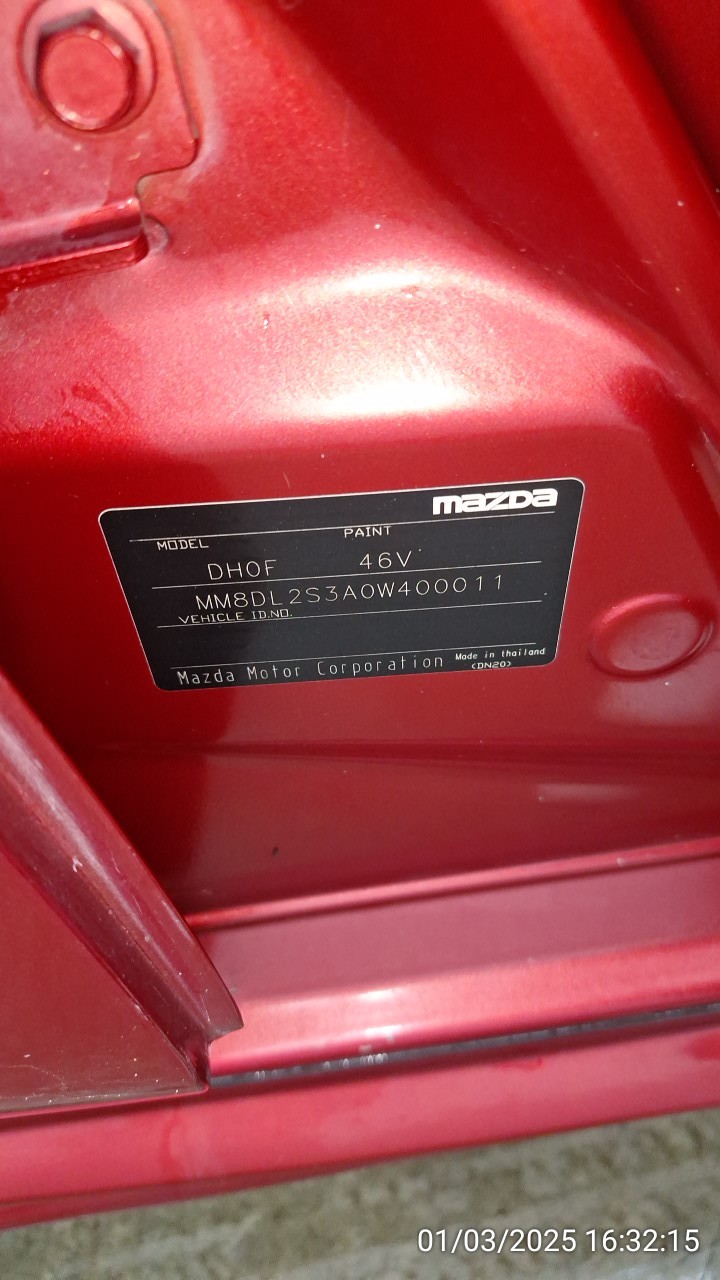 mazda
MODEL PAINT
DH0F 46V
MM8DL2S3A0W400011
VEHICLE ID.NO.
Mazda Motor Corporation Made in thailand
(DN20)
01/03/2025 16:32:15